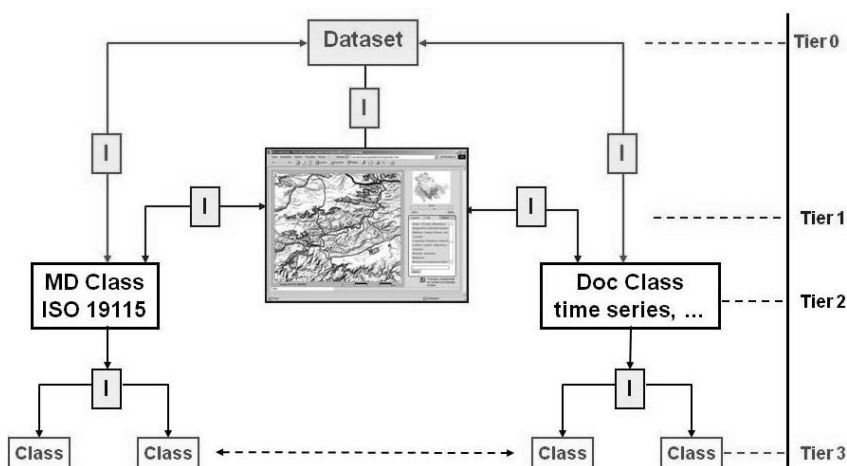 Dataset
Tier 0
I
I
I
I
I
Tier 1
MD Class
ISO 19115
Doc Class
time series, ...
Tier 2
I
I
Class
Class
Class
Class
Tier 3